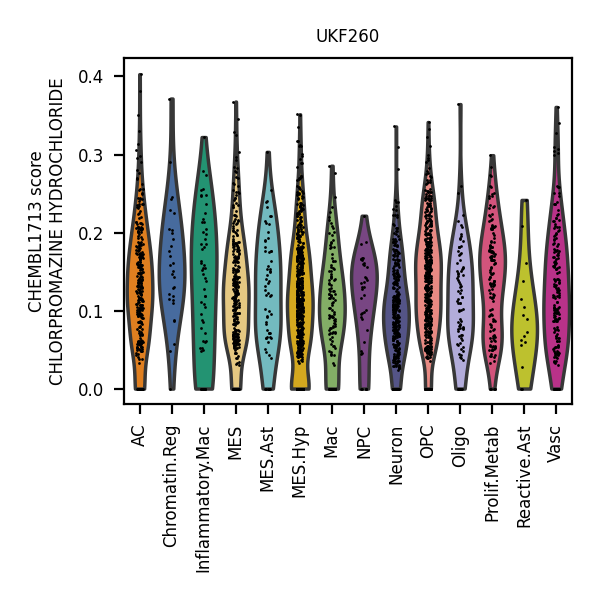 UKF260
CHEMBL1713 score
CHLORPROMAZINE HYDROCHLORIDE
0.4
0.3
0.2
0.1
0.0
AC
Chromatin.Reg
Inflammatory.Mac
MES
MES.Ast
MES.Hyp
Mac
NPC
Neuron
OPC
Oligo
Prolif.Metab
Reactive.Ast
Vasc